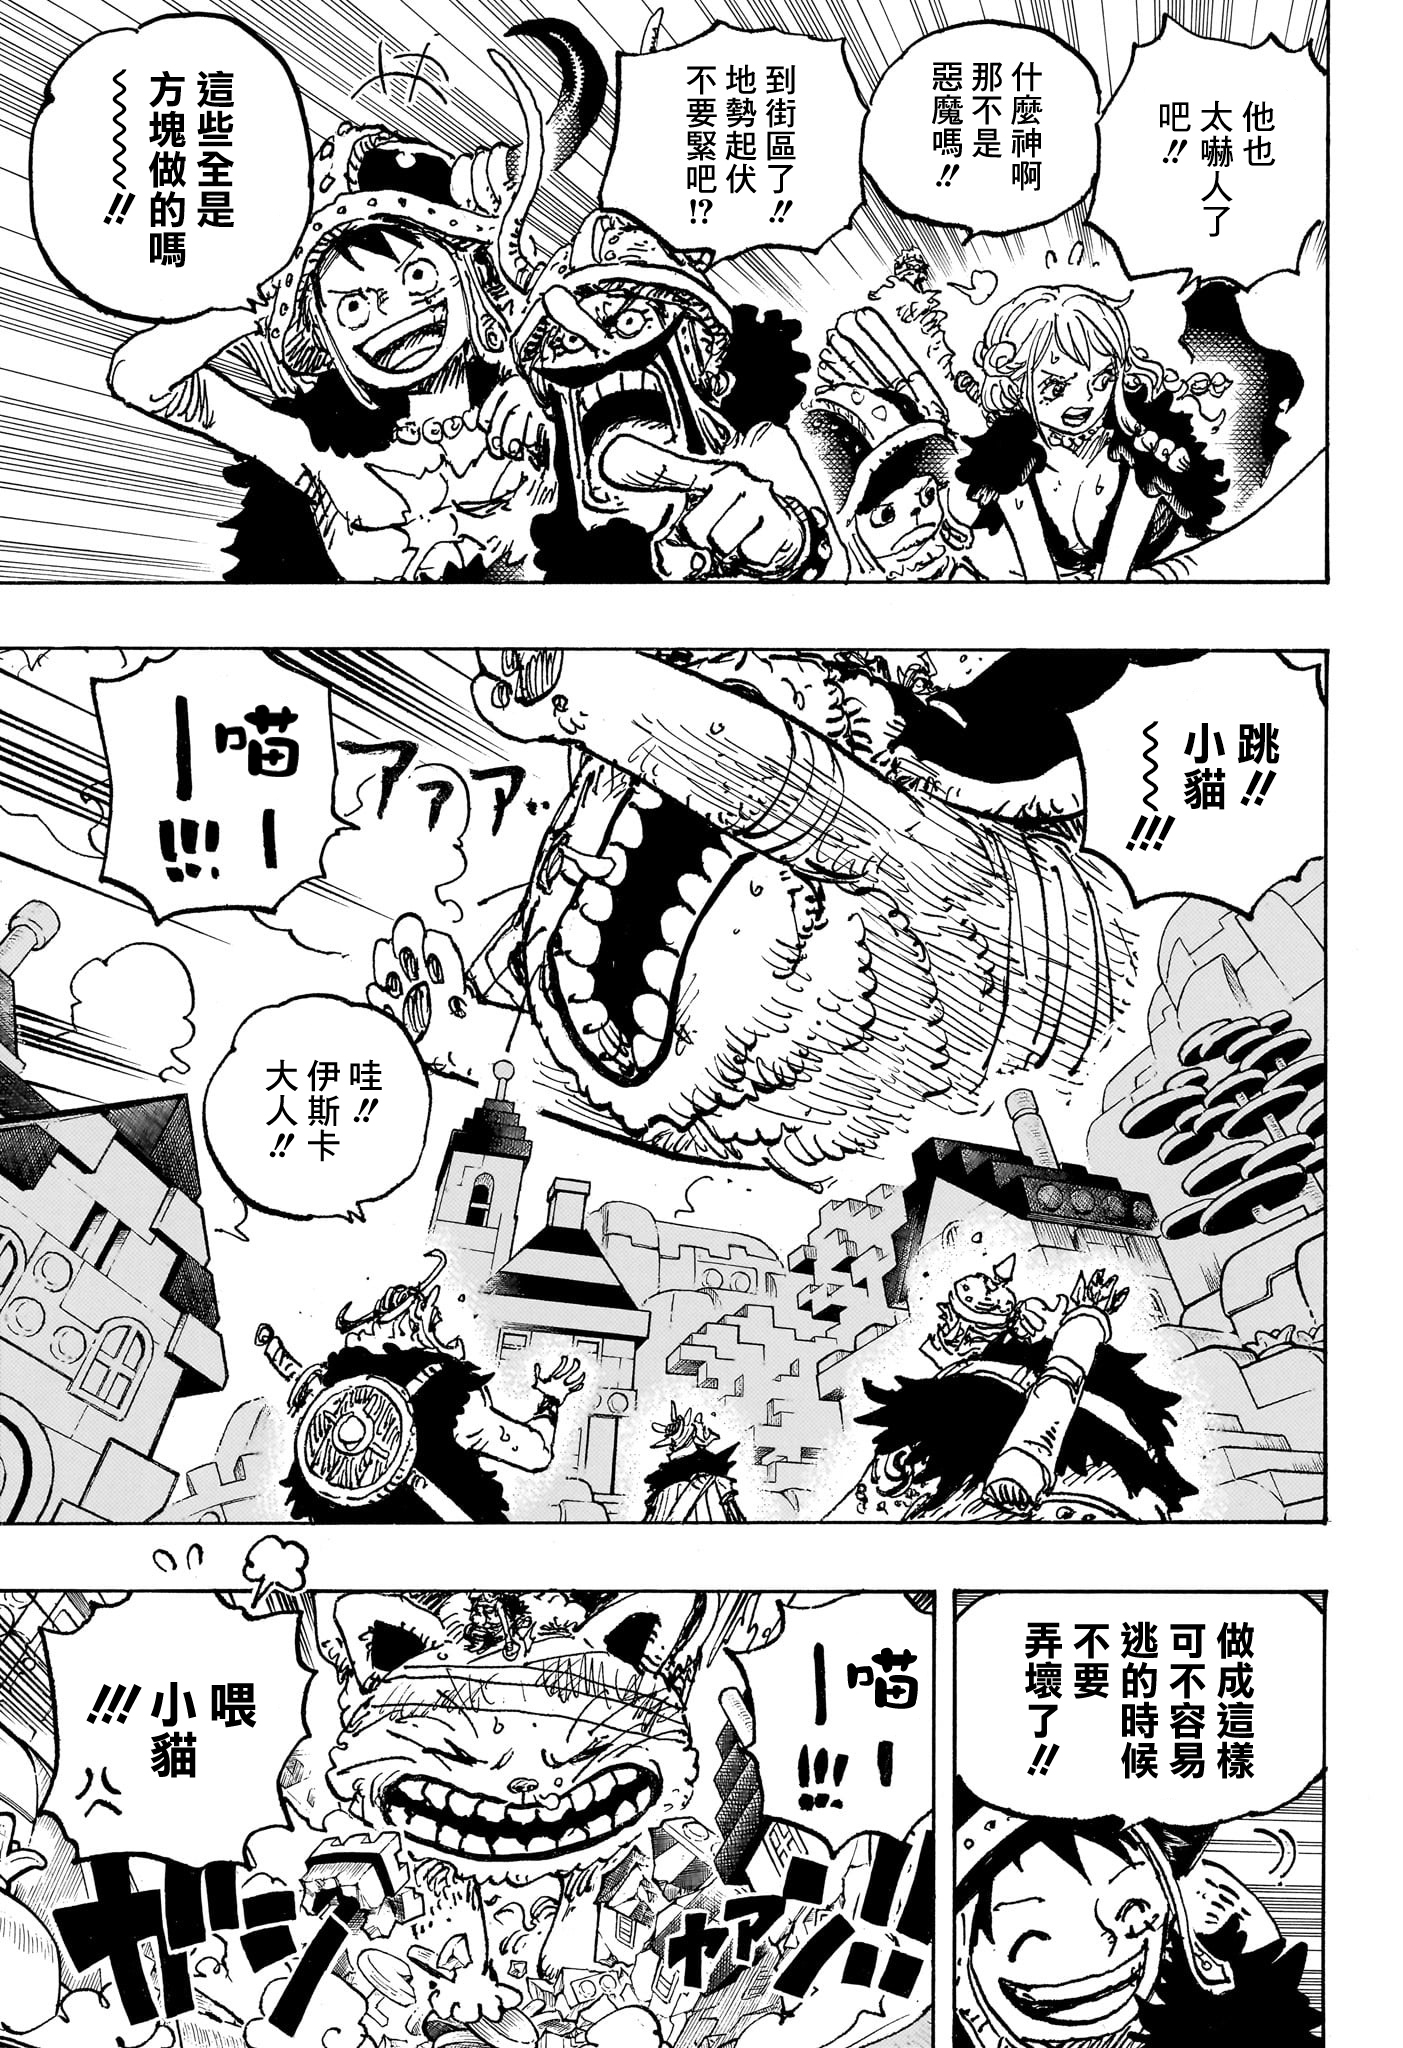 他也
太嚇人了
吧!!
什麼神啊
那不是
惡魔嗎!!
到街區了!!
地勢起伏
不要緊吧!?
這些全是
方塊做的嗎
~~~!!
跳!!
小貓
~~~!!!
喵ー
ー!!!
アアア
哇!!
伊斯卡
大人!!
做成這樣
可不容易
逃的時候
不要
弄壞了!!
喵ー
ー!!!
喂
小貓
!!!
ガシャアン!!